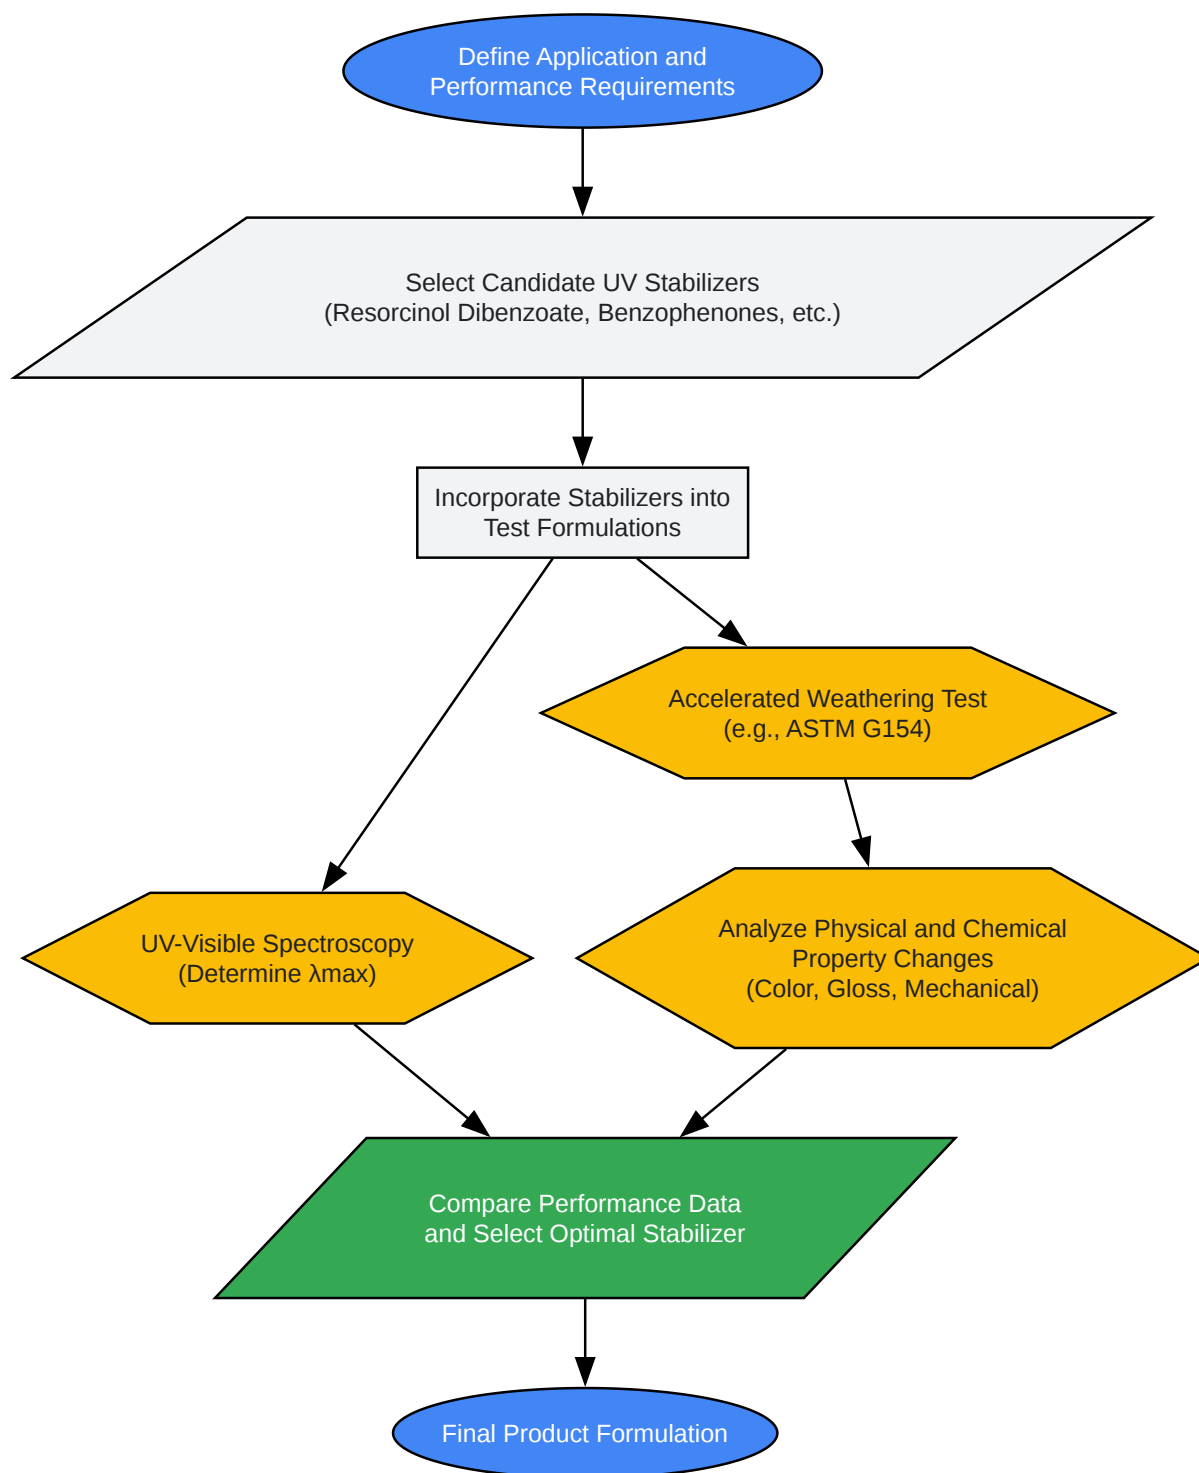 Define Application and
Performance Requirements
Select Candidate UV Stabilizers
(Resorcinol Dibenzoate, Benzophenones, etc.)
Incorporate Stabilizers into
Test Formulations
Accelerated Weathering Test
(e.g., ASTM G154)
UV-Visible Spectroscopy
(Determine λmax)
Analyze Physical and Chemical
Property Changes
(Color, Gloss, Mechanical)
Compare Performance Data
and Select Optimal Stabilizer
Final Product Formulation